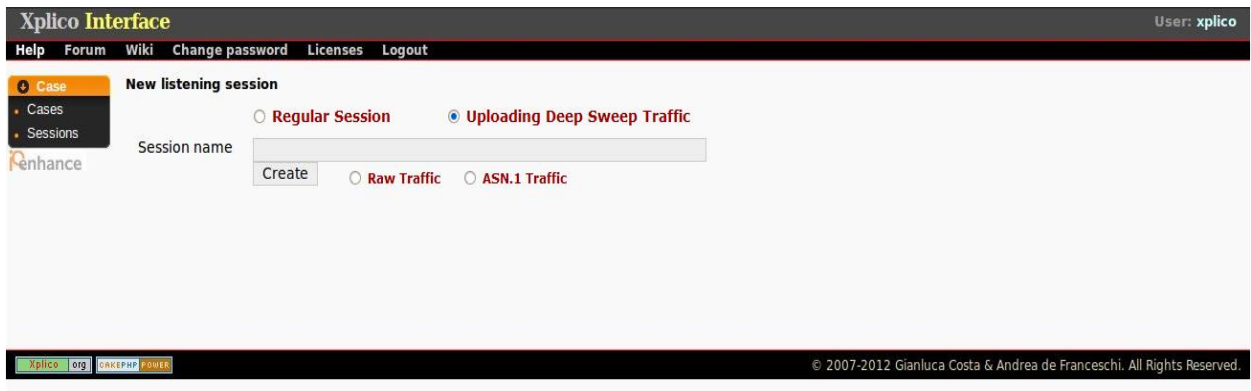 Xplico Interface
User: xplico
Help Forum Wiki Change password Licenses Logout
Case
Cases
Sessions
enhance
New listening session
Regular Session Uploading Deep Sweep Traffic
Session name
Create Raw Traffic ASN.1 Traffic
Xplico org CAKEPHP POWER
© 2007-2012 Gianluca Costa & Andrea de Franceschi. All Rights Reserved.